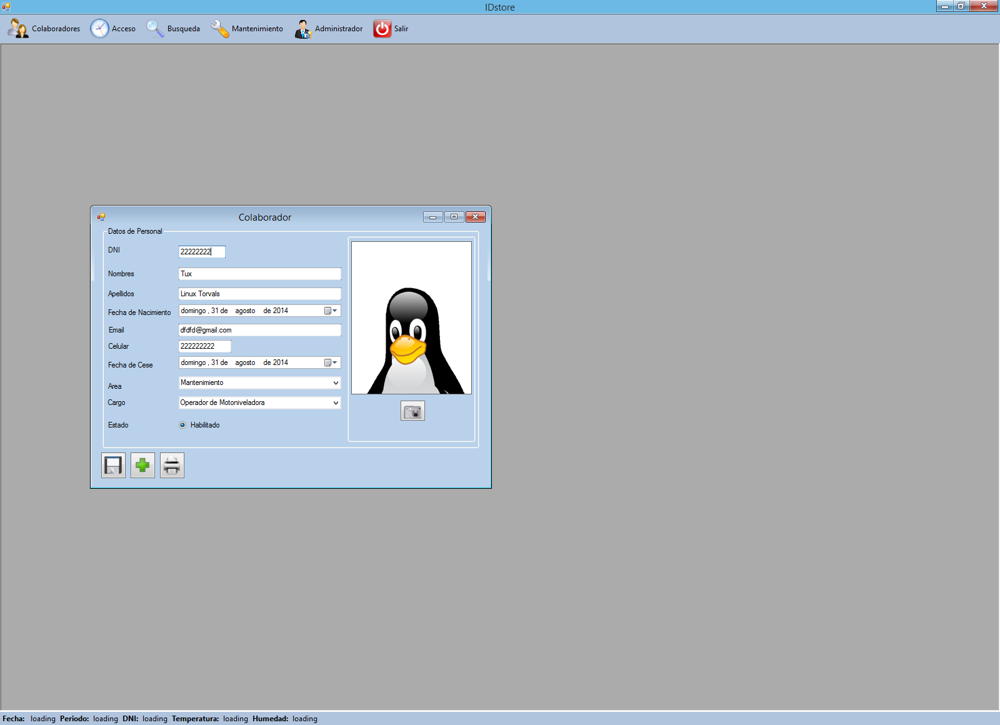 IDstore
Colaboradores Acceso Busqueda Mantenimiento Administrador Salir
Colaborador
Datos de Personal
DNI 22222222
Nombres Tux
Apellidos Linux Torvals
Fecha de Nacimiento domingo , 31 de agosto de 2014
Email dfdfd@gmail.com
Celular 222222222
Fecha de Cese domingo , 31 de agosto de 2014
Area Mantenimiento
Cargo Operador de Motoniveladora
Estado Habilitado
Fecha: loading Periodo: loading DNI: loading Temperatura: loading Humedad: loading